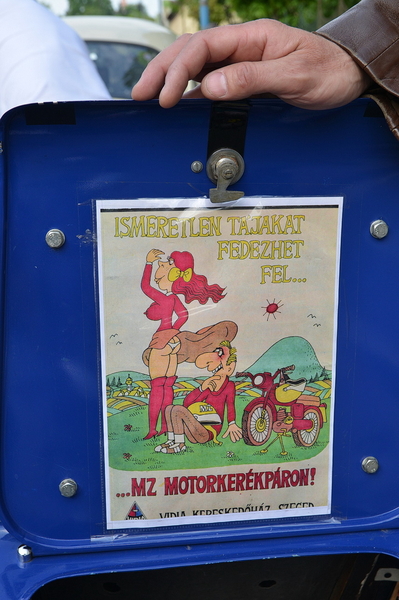 ISMERETLEN TÁJAKAT
FEDEZHET
FEL...
MZ
...MZ MOTORKERÉKPÁRON!
VIDIA KERESKEDŐHÁZ SZEGED